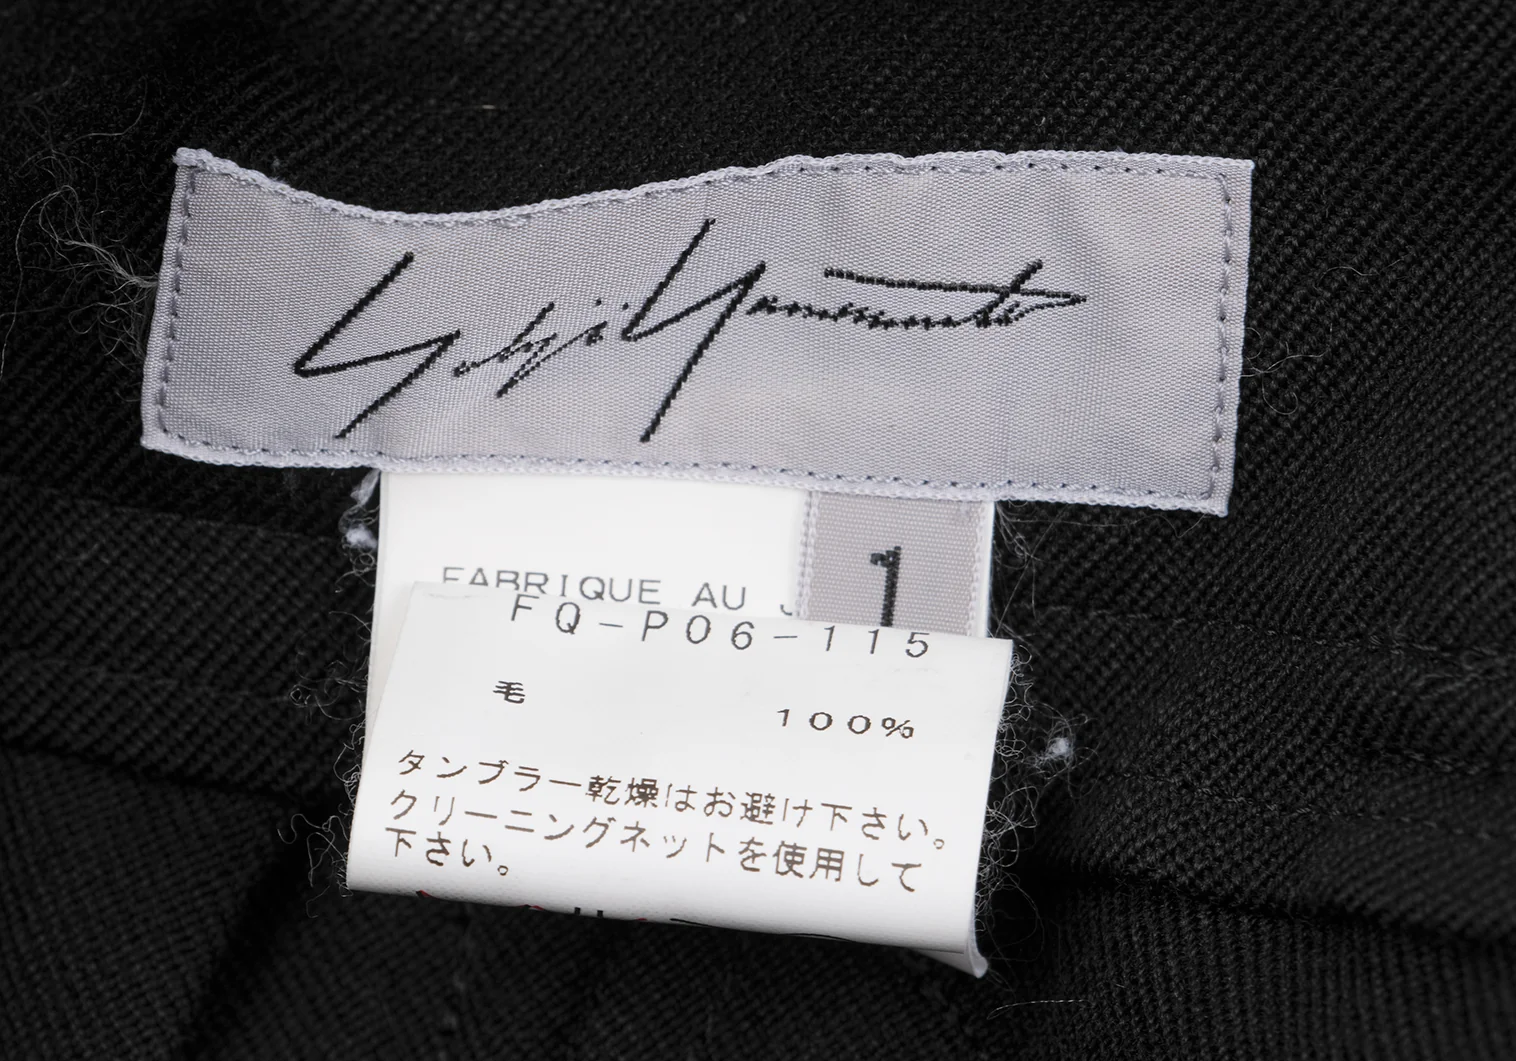 Yohji Yamamoto
1
FABRIQUE AU
FQ-P06-115
毛
100%
タンブラー乾燥はお避け下さい。
クリーニングネットを使用して
下さい。